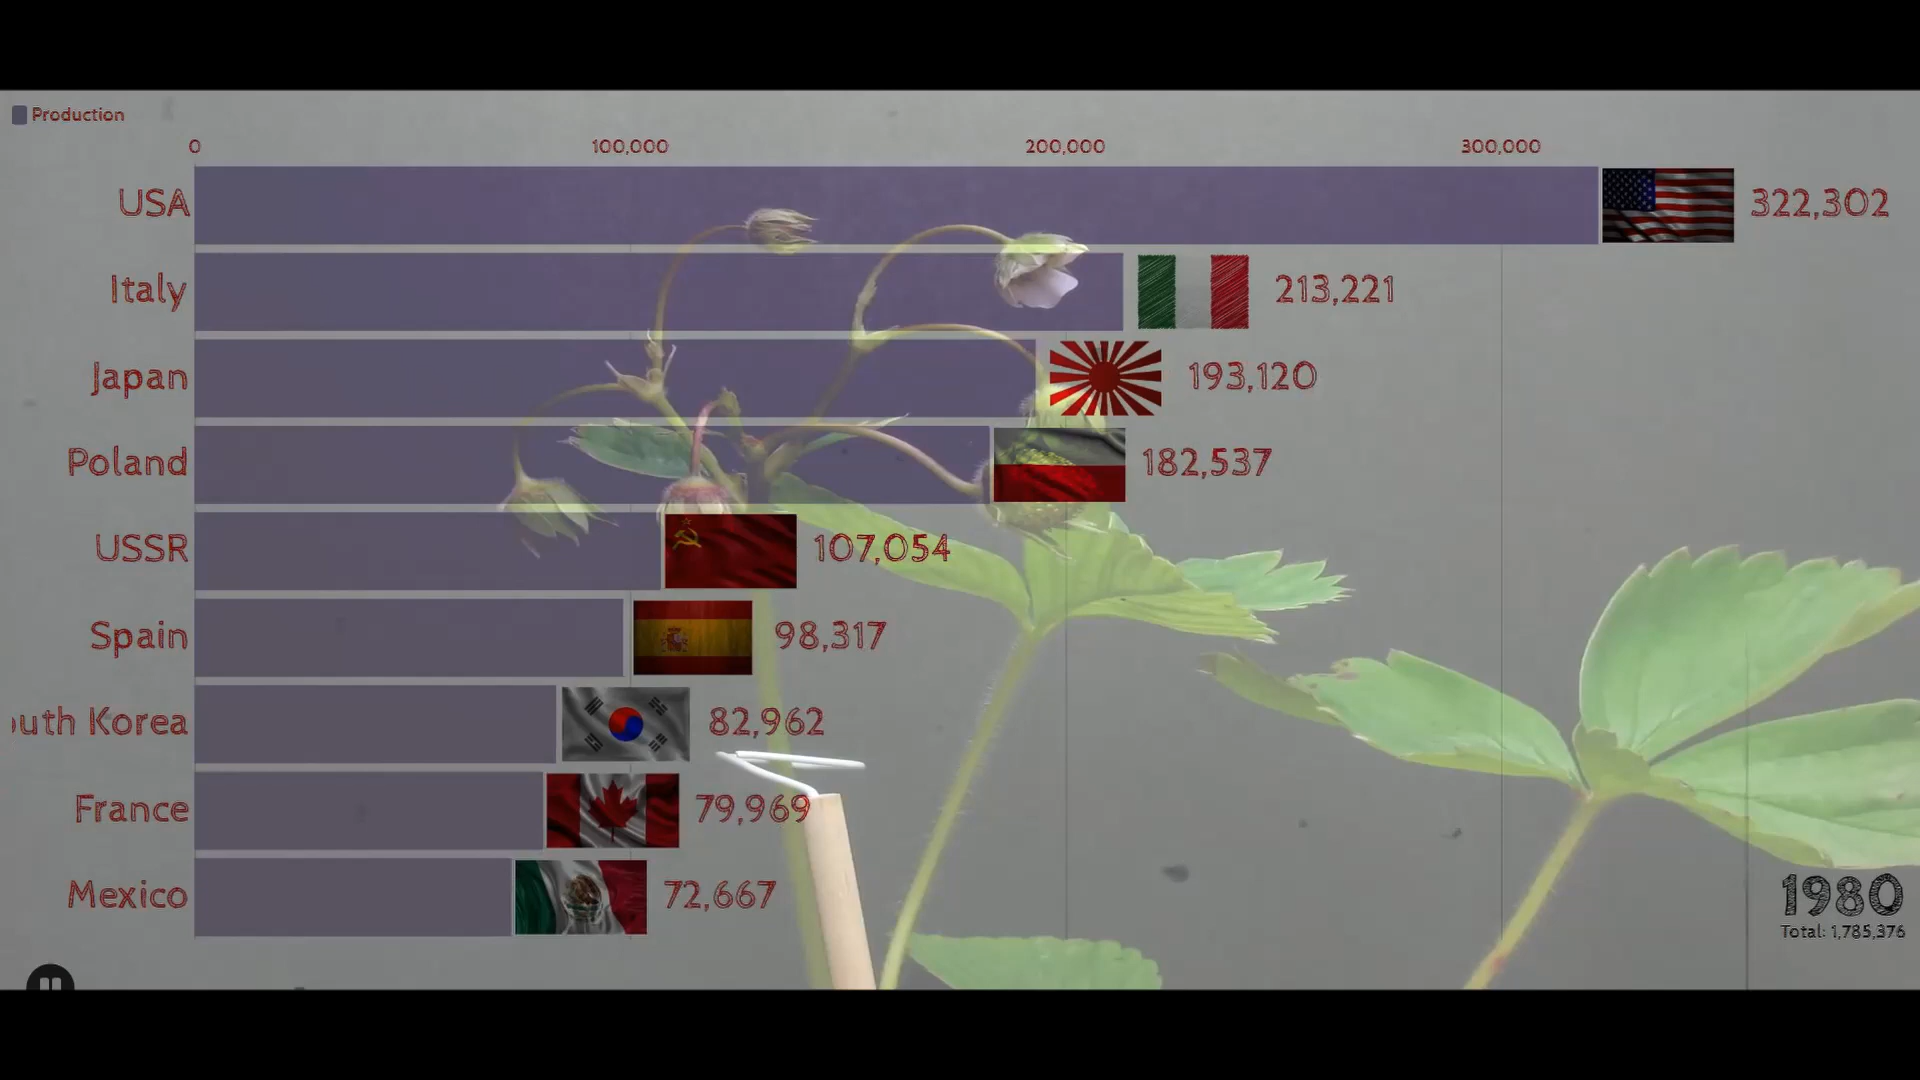 Production
0 100,000 200,000 300,000
USA 322,302
Italy 213,221
Japan 193,120
Poland 182,537
USSR 107,054
Spain 98,317
outh Korea 82,962
France 79,969
Mexico 72,667
1980
Total: 1,785,376